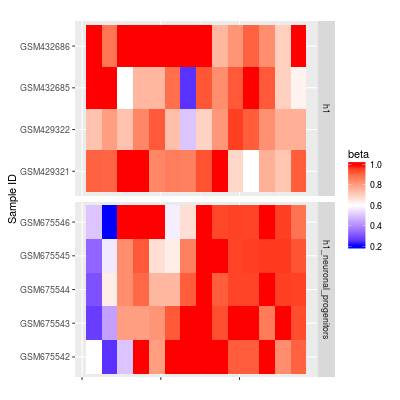 GSM432686
GSM432685
GSM429322
GSM429321
h1
GSM675546
GSM675545
GSM675544
GSM675543
GSM675542
h1_neuronal_progenitors
Sample ID
beta
1.0
0.8
0.6
0.4
0.2